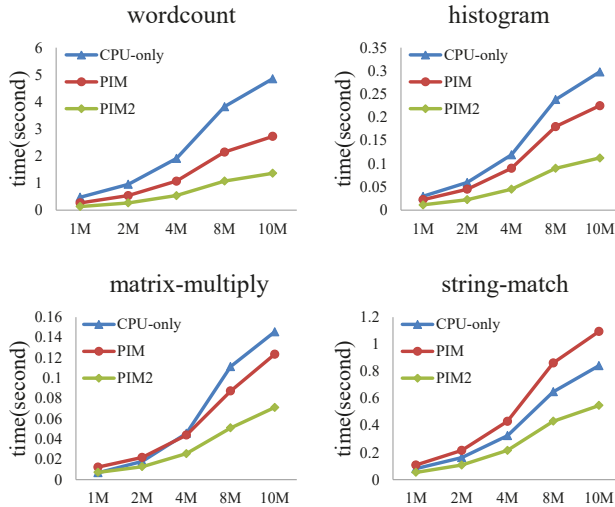 wordcount
time(second)
6
5
4
3
2
1
0
CPU-only
PIM
PIM2
1M 2M 4M 8M 10M
histogram
time(second)
0.35
0.3
0.25
0.2
0.15
0.1
0.05
0
CPU-only
PIM
PIM2
1M 2M 4M 8M 10M
matrix-multiply
time(second)
0.16
0.14
0.12
0.1
0.08
0.06
0.04
0.02
0
CPU-only
PIM
PIM2
1M 2M 4M 8M 10M
string-match
time(second)
1.2
1
0.8
0.6
0.4
0.2
0
CPU-only
PIM
PIM2
1M 2M 4M 8M 10M